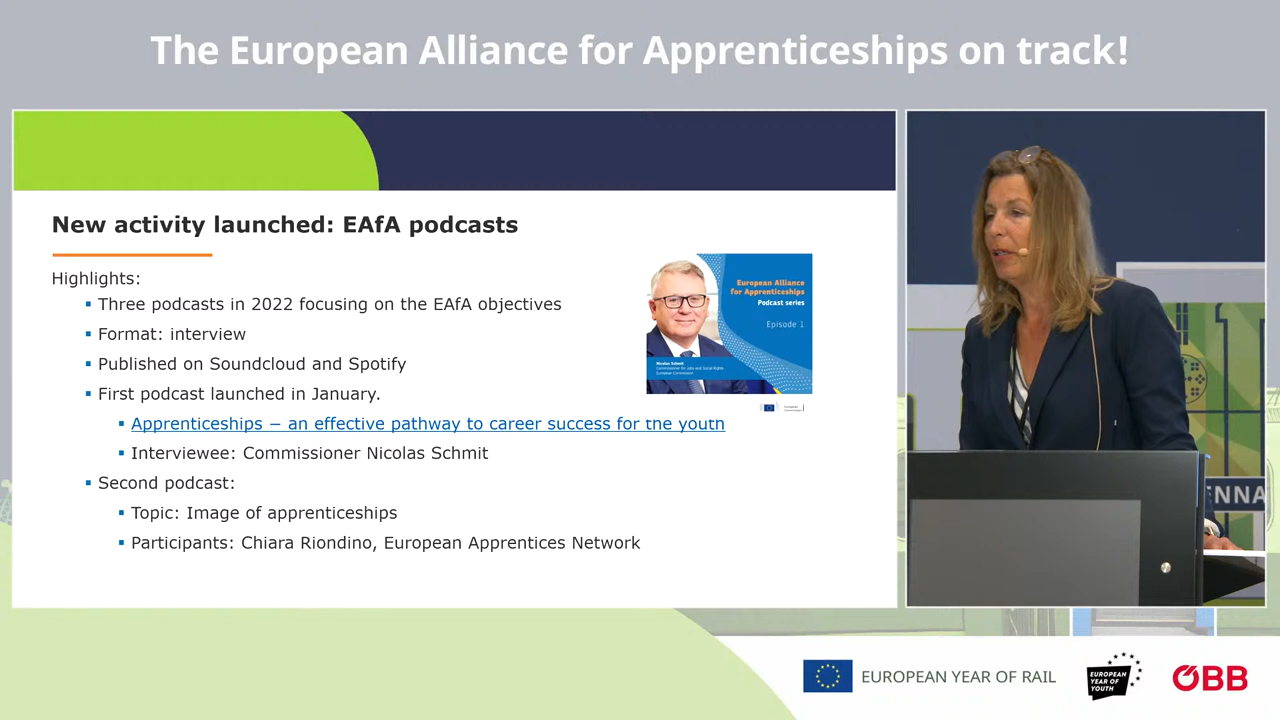 The European Alliance for Apprenticeships on track!
New activity launched: EAfA podcasts
Highlights:
Three podcasts in 2022 focusing on the EAfA objectives
Format: interview
Published on Soundcloud and Spotify
First podcast launched in January.
Apprenticeships – an effective pathway to career success for the youth
Interviewee: Commissioner Nicolas Schmit
Second podcast:
Topic: Image of apprenticeships
Participants: Chiara Riondino, European Apprentices Network
European Alliance
for Apprenticeships
Podcast series
Episode 1
Nicolas Schmit
Commissioner for Jobs and Social Rights
European Commission
European
Commission
ENNA
EUROPEAN YEAR OF RAIL
EUROPEAN
YEAR OF
YOUTH
ÖBB